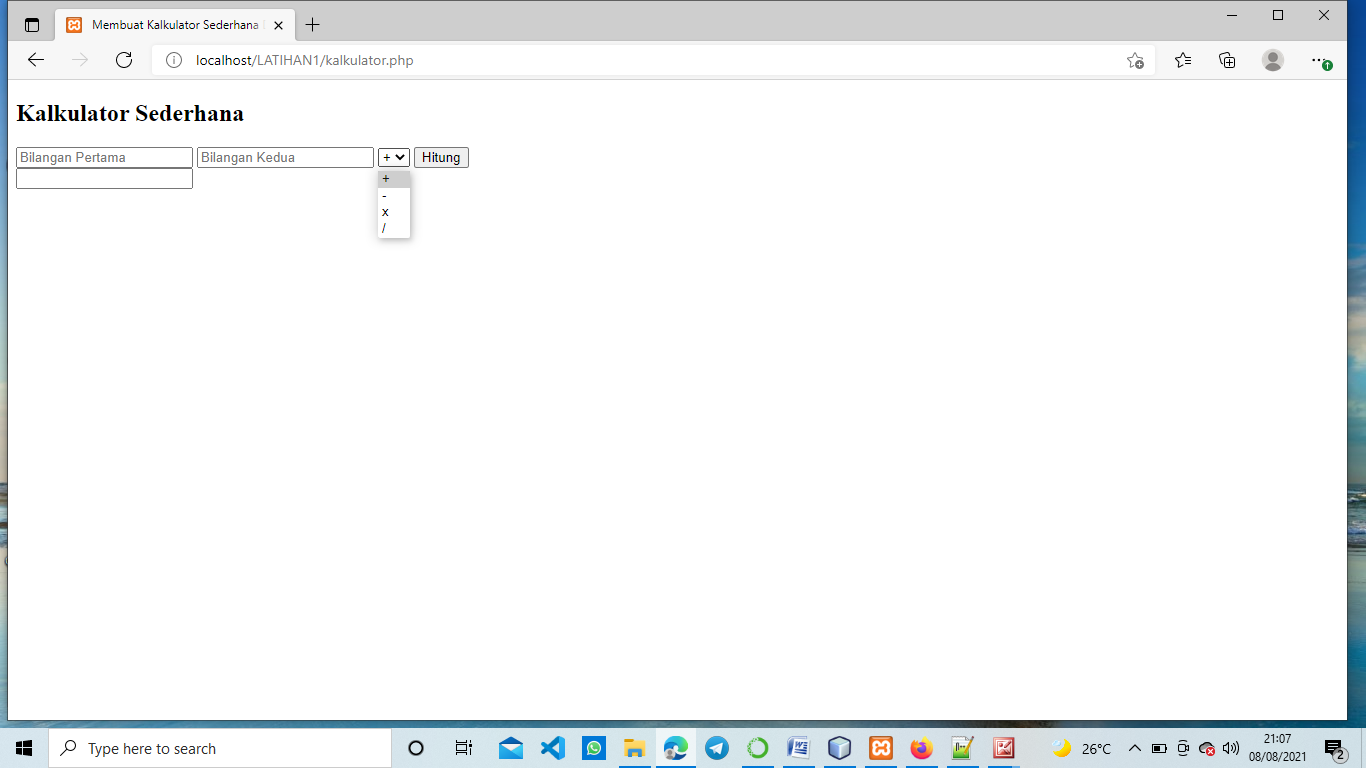 Membuat Kalkulator Sederhana
localhost/LATIHAN1/kalkulator.php
Kalkulator Sederhana
Bilangan Pertama Bilangan Kedua + Hitung
+
-
x
/
Type here to search
26°C
21:07
08/08/2021
2